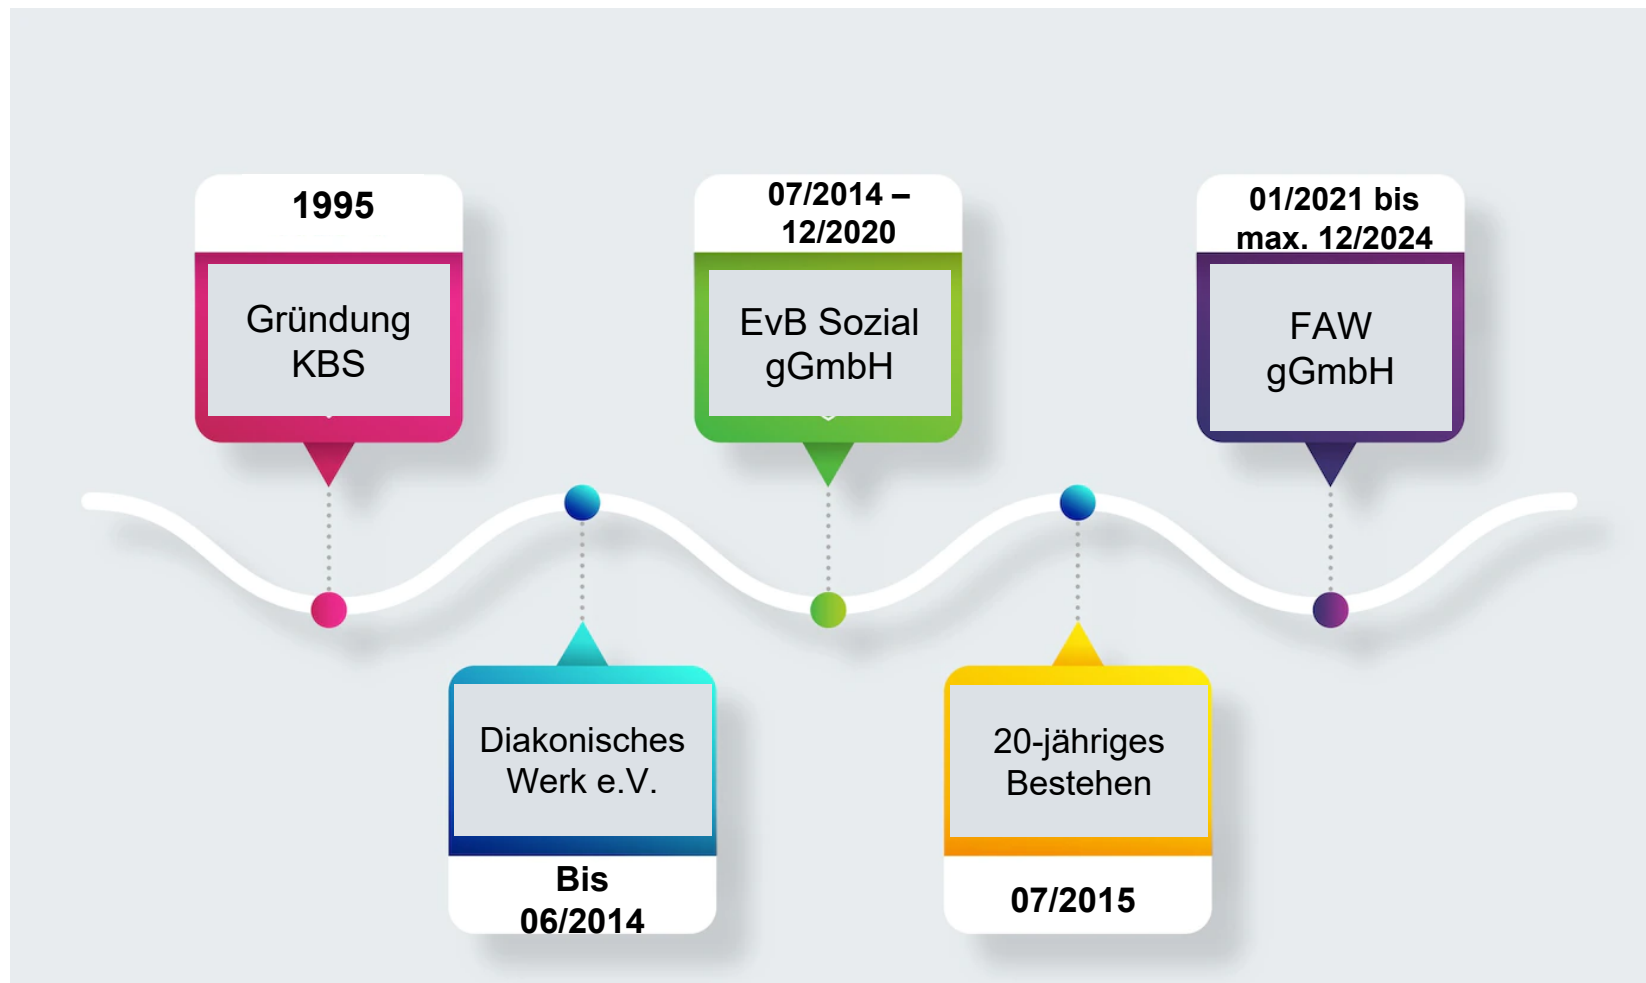 1995
Gründung
KBS
Diakonisches
Werk e.V.
Bis
06/2014
07/2014 –
12/2020
EvB Sozial
gGmbH
20-jähriges
Bestehen
07/2015
01/2021 bis
max. 12/2024
FAW
gGmbH